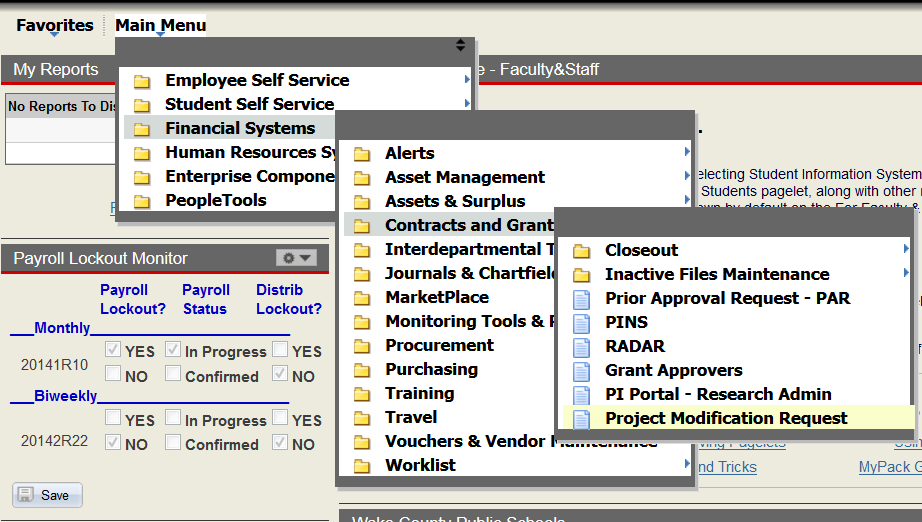 Favorites
Main Menu
My Reports
e - Faculty&Staff
No Reports To Dis
Employee Self Service
Student Self Service
Financial Systems
Human Resources Sy
Enterprise Compone
PeopleTools
Alerts
Asset Management
Assets & Surplus
Contracts and Grant
Interdepartmental T
Journals & Chartfiel
MarketPlace
Monitoring Tools &
Procurement
Purchasing
Training
Travel
Vouchers & Vendor Maintenance
Worklist
electing Student Information System
Students pagelet, along with other
own by default on the For Faculty &
Closeout
Inactive Files Maintenance
Prior Approval Request - PAR
PINS
RADAR
Grant Approvers
PI Portal - Research Admin
Project Modification Request
Payroll Lockout Monitor
Payroll Lockout?
Payroll Status
Distrib Lockout?
___Monthly
20141R10
YES In Progress YES
NO Confirmed NO
___Biweekly
20142R22
YES In Progress YES
NO Confirmed NO
Save
ving Pagelets
nd Tricks
MyPack G
Wake County Public Schools